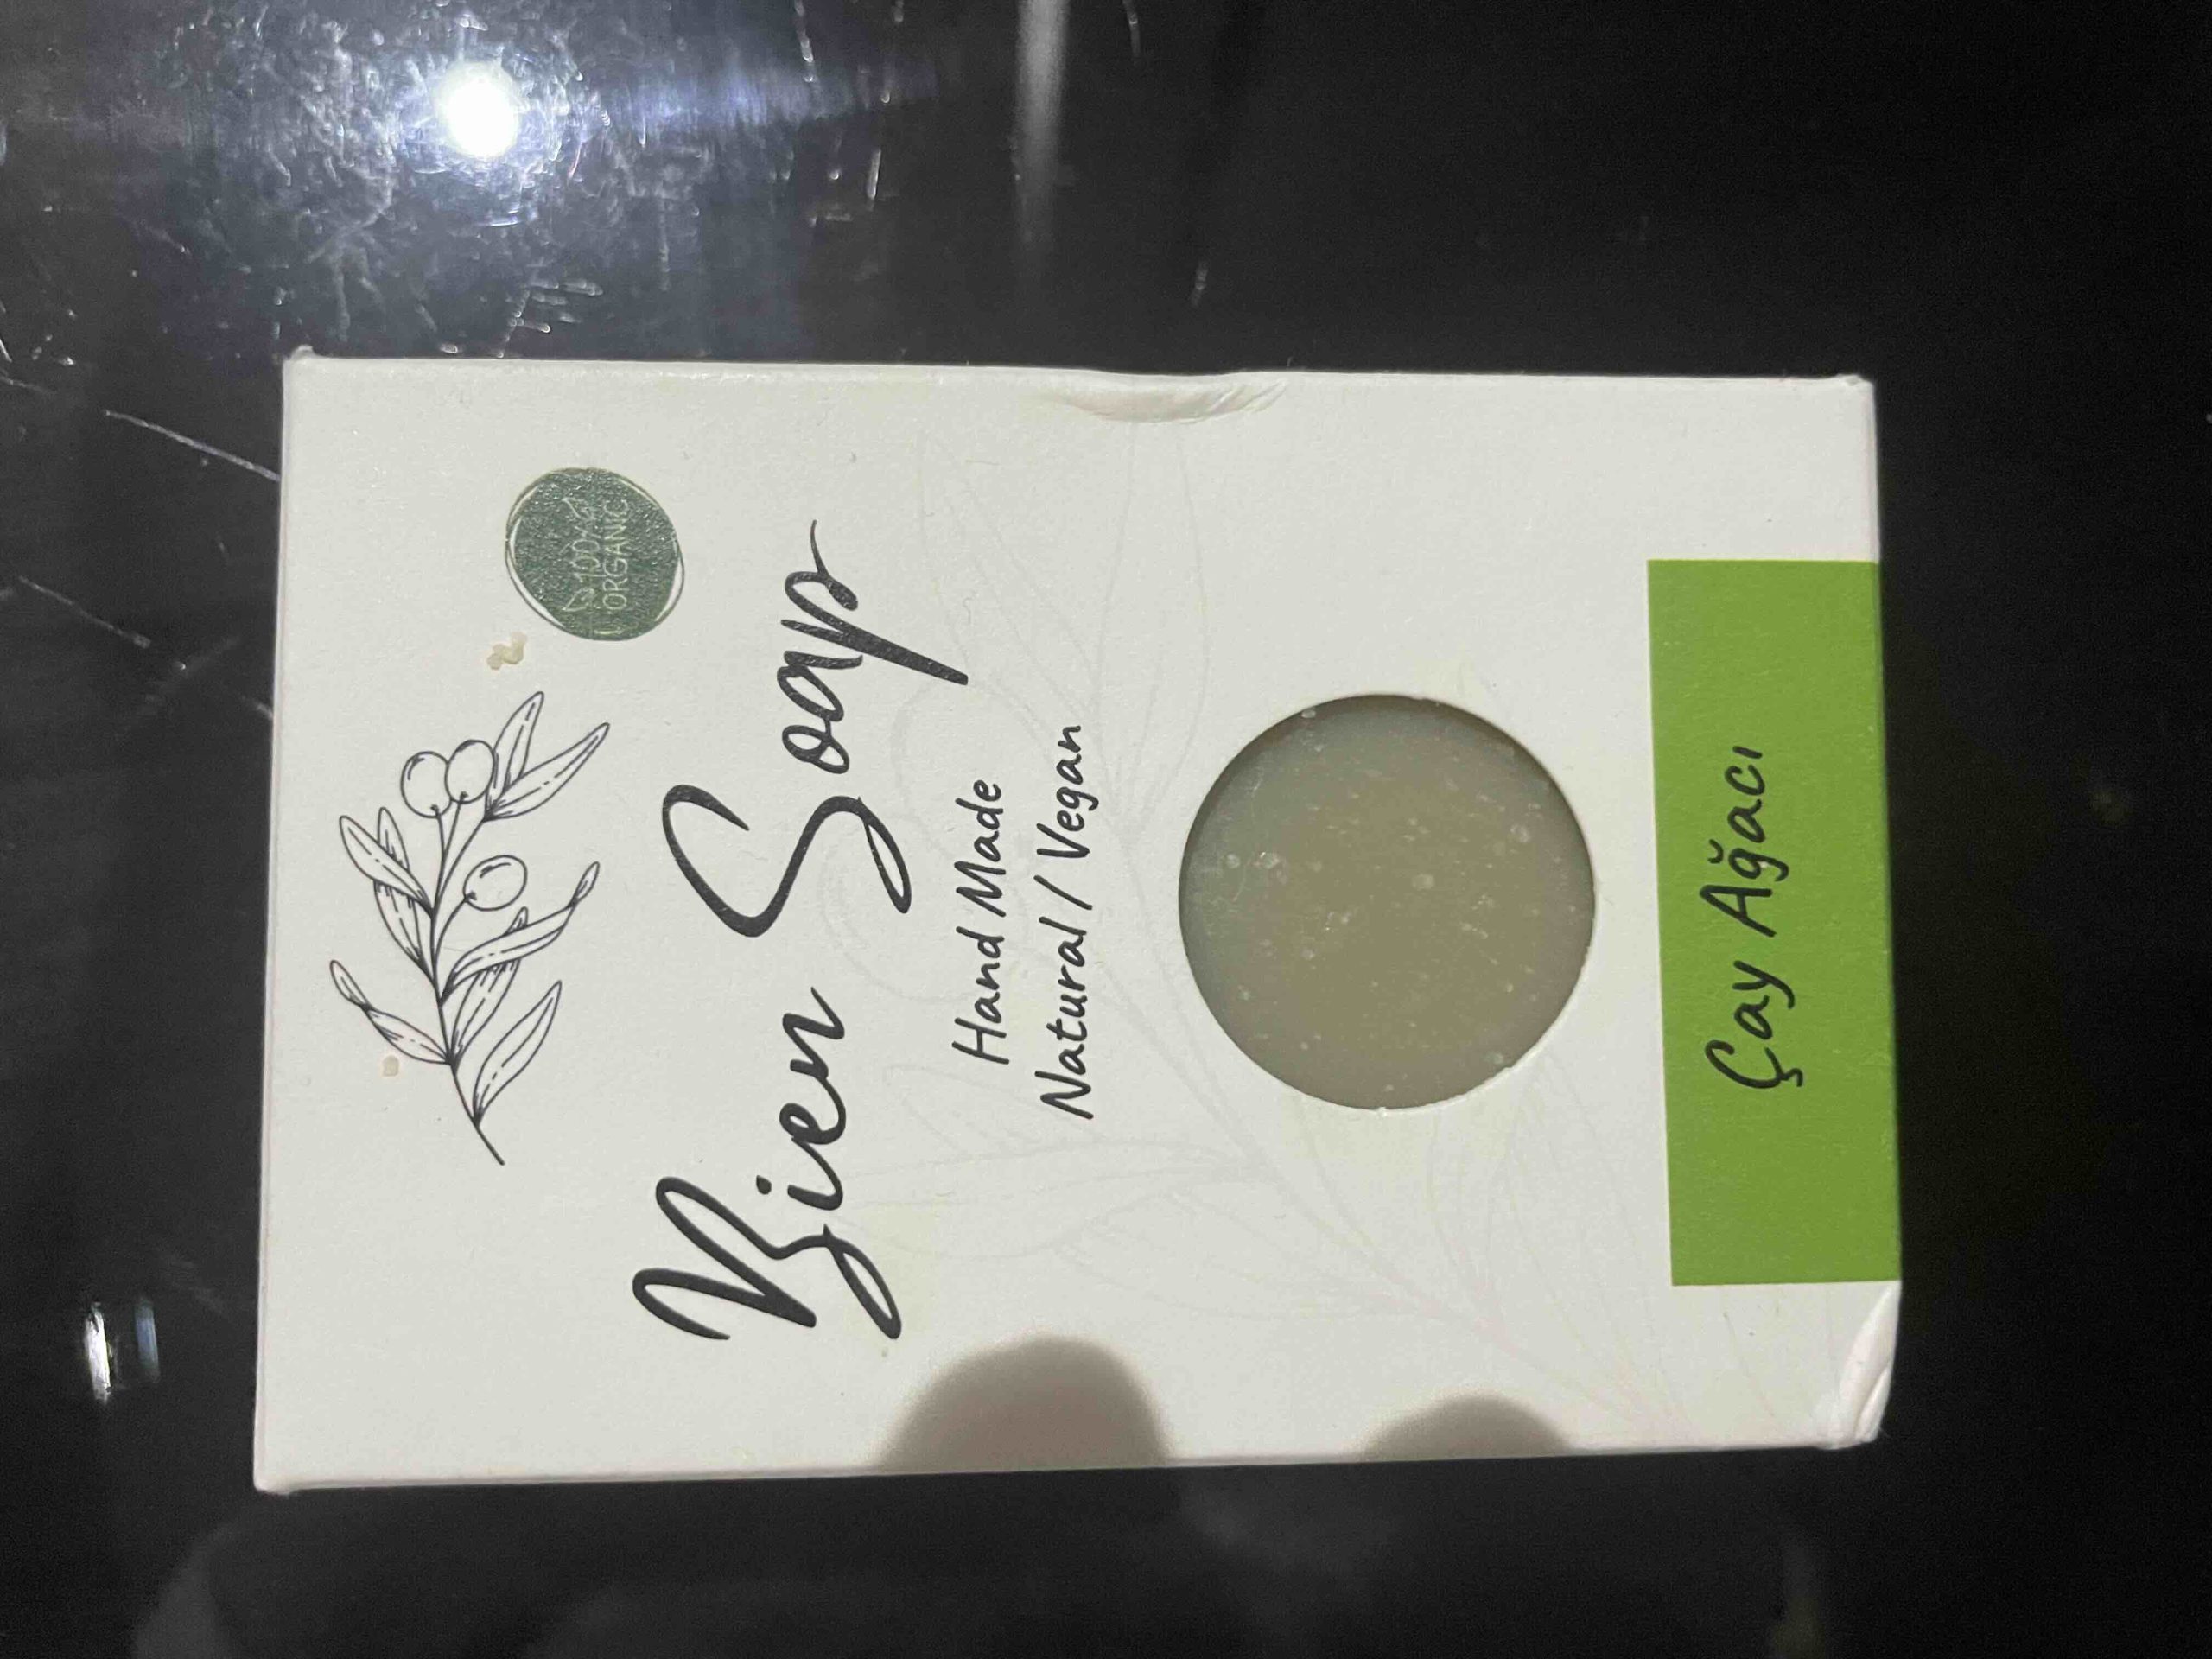 100%
ORGANIC
Bien Soap
Hand Made
Natural / Vegan
Çay Ağacı